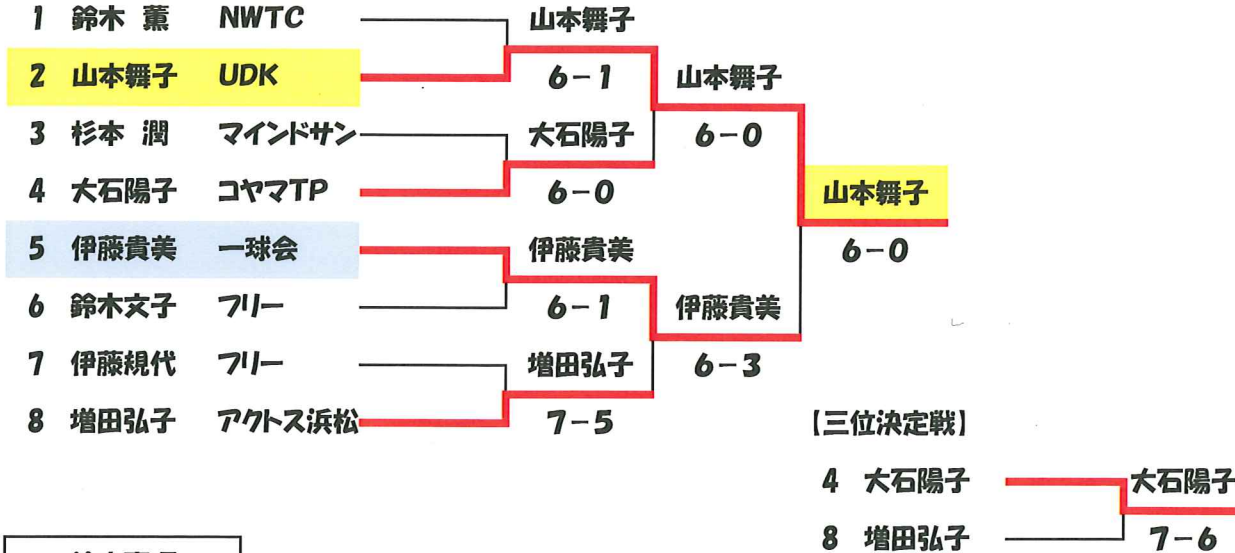 1 鈴木 薫 NWTC 山本舞子
2 山本舞子 UDK 6-1 山本舞子
3 杉本 潤 マインドサン 大石陽子 6-0
4 大石陽子 コヤマTP 6-0 山本舞子
5 伊藤貴美 一球会 伊藤貴美 6-0
6 鈴木文子 フリー 6-1 伊藤貴美
7 伊藤規代 フリー 増田弘子 6-3
8 増田弘子 アクトス浜松 7-5
【三位決定戦】
4 大石陽子 大石陽子
8 増田弘子 7-6